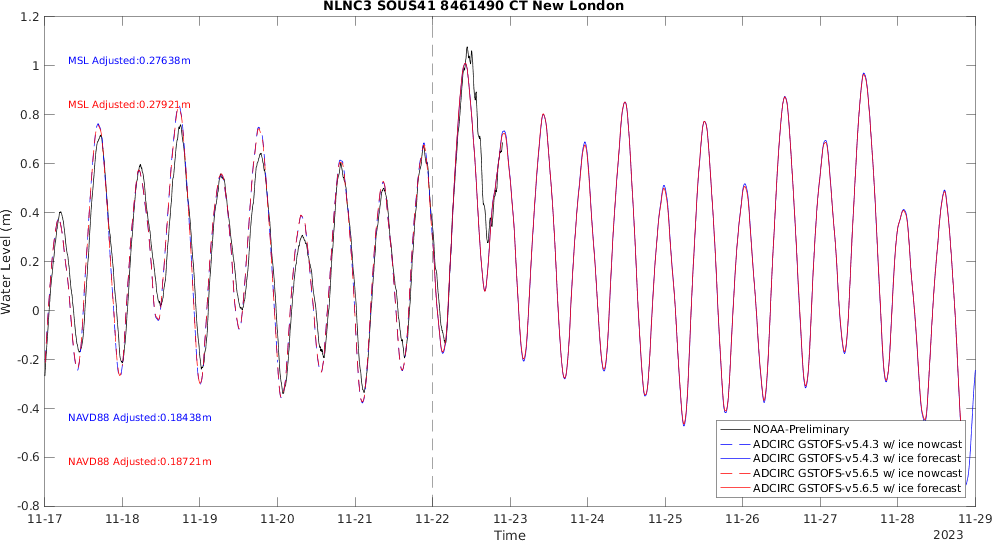 NLNC3 SOUS41 8461490 CT New London
1.2
1
0.8
0.6
0.4
0.2
0
-0.2
-0.4
-0.6
-0.8
Water Level (m)
MSL Adjusted:0.27638m
MSL Adjusted:0.27921m
NAVD88 Adjusted:0.18438m
NAVD88 Adjusted:0.18721m
NOAA-Preliminary
ADCIRC GSTOFS-v5.4.3 w/ ice nowcast
ADCIRC GSTOFS-v5.4.3 w/ ice forecast
ADCIRC GSTOFS-v5.6.5 w/ ice nowcast
ADCIRC GSTOFS-v5.6.5 w/ ice forecast
11-17 11-18 11-19 11-20 11-21 11-22 11-23 11-24 11-25 11-26 11-27 11-28 11-29
Time
2023